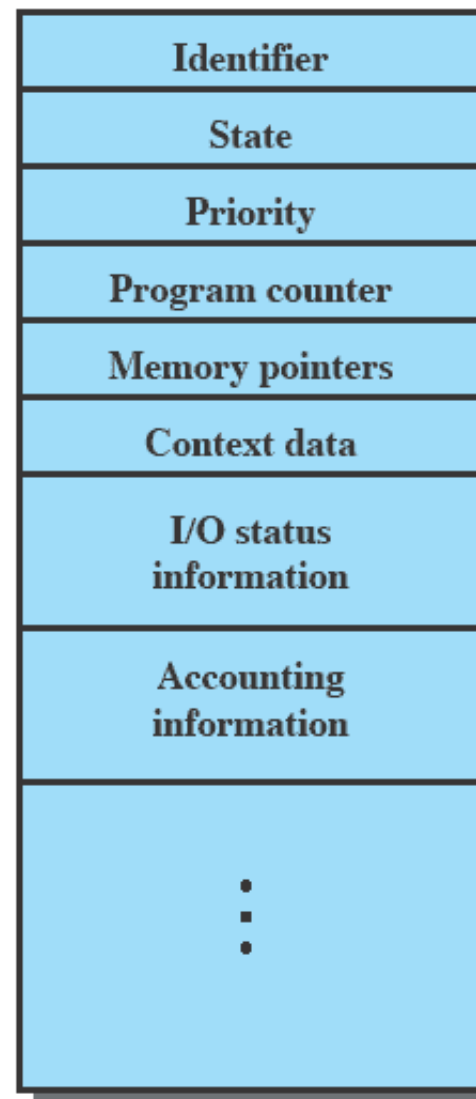 Identifier
State
Priority
Program counter
Memory pointers
Context data
I/O status
information
Accounting
information